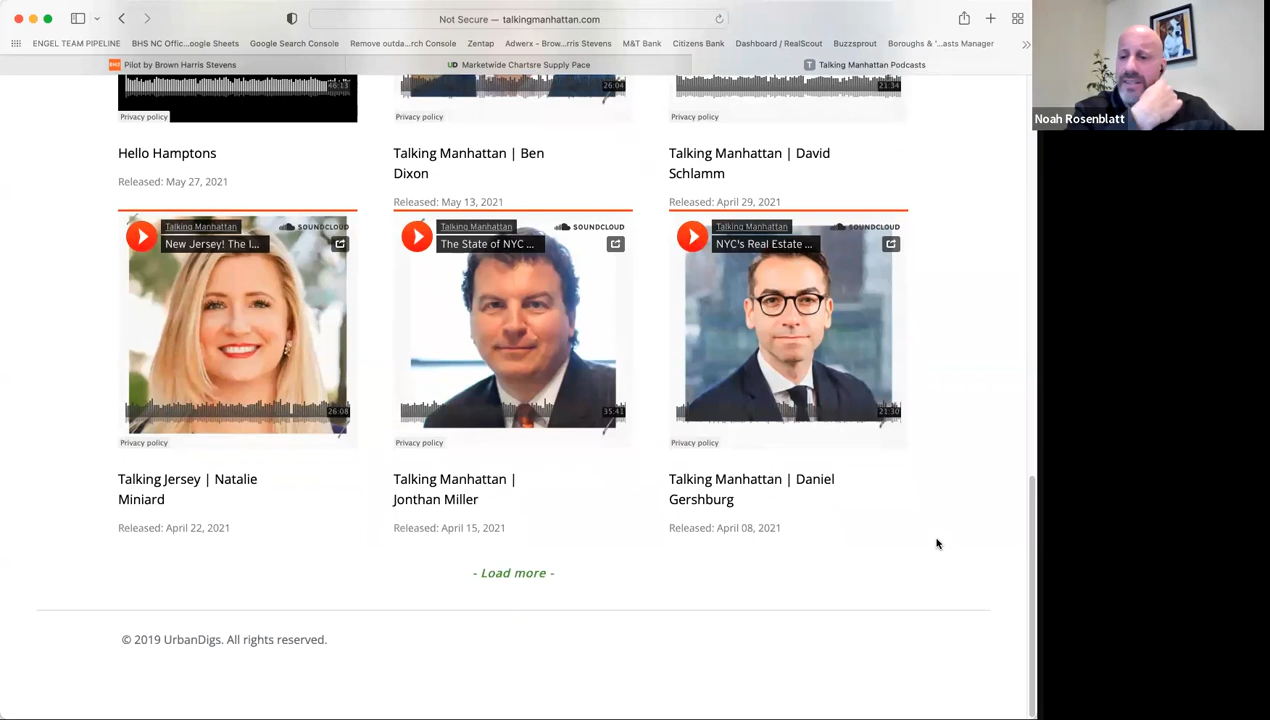 Not Secure — talkingmanhattan.com
ENGEL TEAM PIPELINE BHS NC Offic...oogle Sheets Google Search Console Remove outda...rch Console Zentap Adwerx - Brow...rris Stevens M&T Bank Citizens Bank Dashboard / RealScout Buzzsprout Boroughs & '...asts Manager
BHS Pilot by Brown Harris Stevens UD Marketwide Chartsre Supply Pace T Talking Manhattan Podcasts
Noah Rosenblatt
46:13 26:04 21:34
Privacy policy Privacy policy Privacy policy
Hello Hamptons
Released: May 27, 2021
Talking Manhattan | Ben
Dixon
Released: May 13, 2021
Talking Manhattan | David
Schlamm
Released: April 29, 2021
Talking Manhattan SOUNDCLOUD
New Jersey! The I...
26:08
Privacy policy
Talking Jersey | Natalie
Miniard
Released: April 22, 2021
Talking Manhattan SOUNDCLOUD
The State of NYC ...
35:41
Privacy policy
Talking Manhattan |
Jonthan Miller
Released: April 15, 2021
Talking Manhattan SOUNDCLOUD
NYC's Real Estate ...
21:30
Privacy policy
Talking Manhattan | Daniel
Gershburg
Released: April 08, 2021
- Load more -
© 2019 UrbanDigs. All rights reserved.